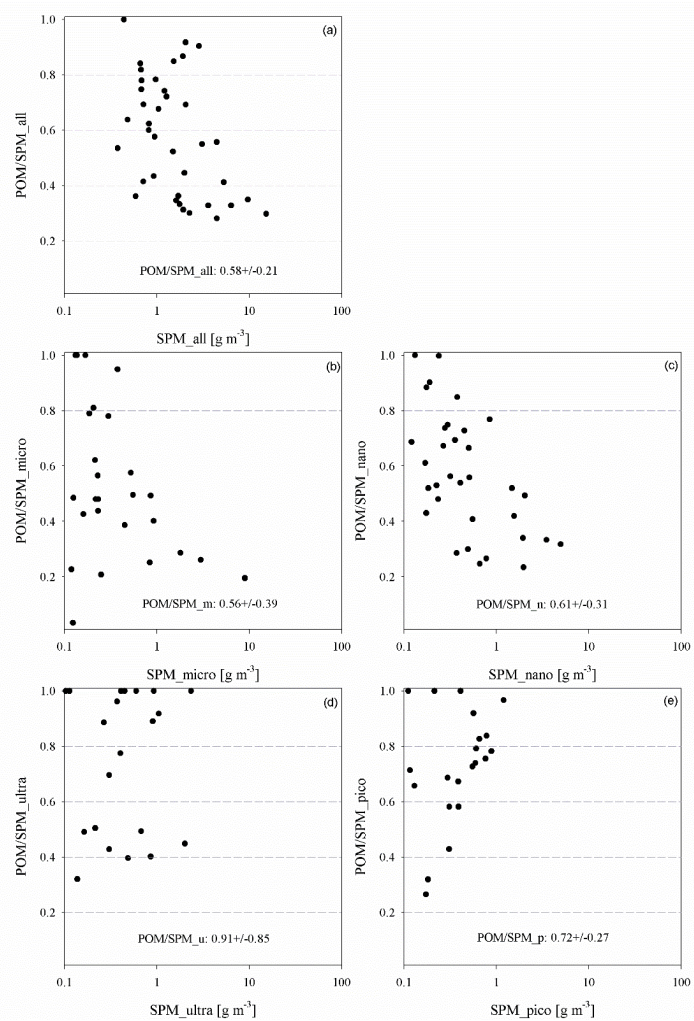 (a)
1.0
0.8
0.6
0.4
0.2
POM/SPM_all
POM/SPM_all: 0.58+/-0.21
0.1 1 10 100
SPM_all [g m-3]
(b)
1.0
0.8
0.6
0.4
0.2
POM/SPM_micro
POM/SPM_m: 0.56+/-0.39
0.1 1 10 100
SPM_micro [g m-3]
(c)
1.0
0.8
0.6
0.4
0.2
POM/SPM_nano
POM/SPM_n: 0.61+/-0.31
0.1 1 10 100
SPM_nano [g m-3]
(d)
1.0
0.8
0.6
0.4
0.2
POM/SPM_ultra
POM/SPM_u: 0.91+/-0.85
0.1 1 10 100
SPM_ultra [g m-3]
(e)
1.0
0.8
0.6
0.4
0.2
POM/SPM_pico
POM/SPM_p: 0.72+/-0.27
0.1 1 10 100
SPM_pico [g m-3]